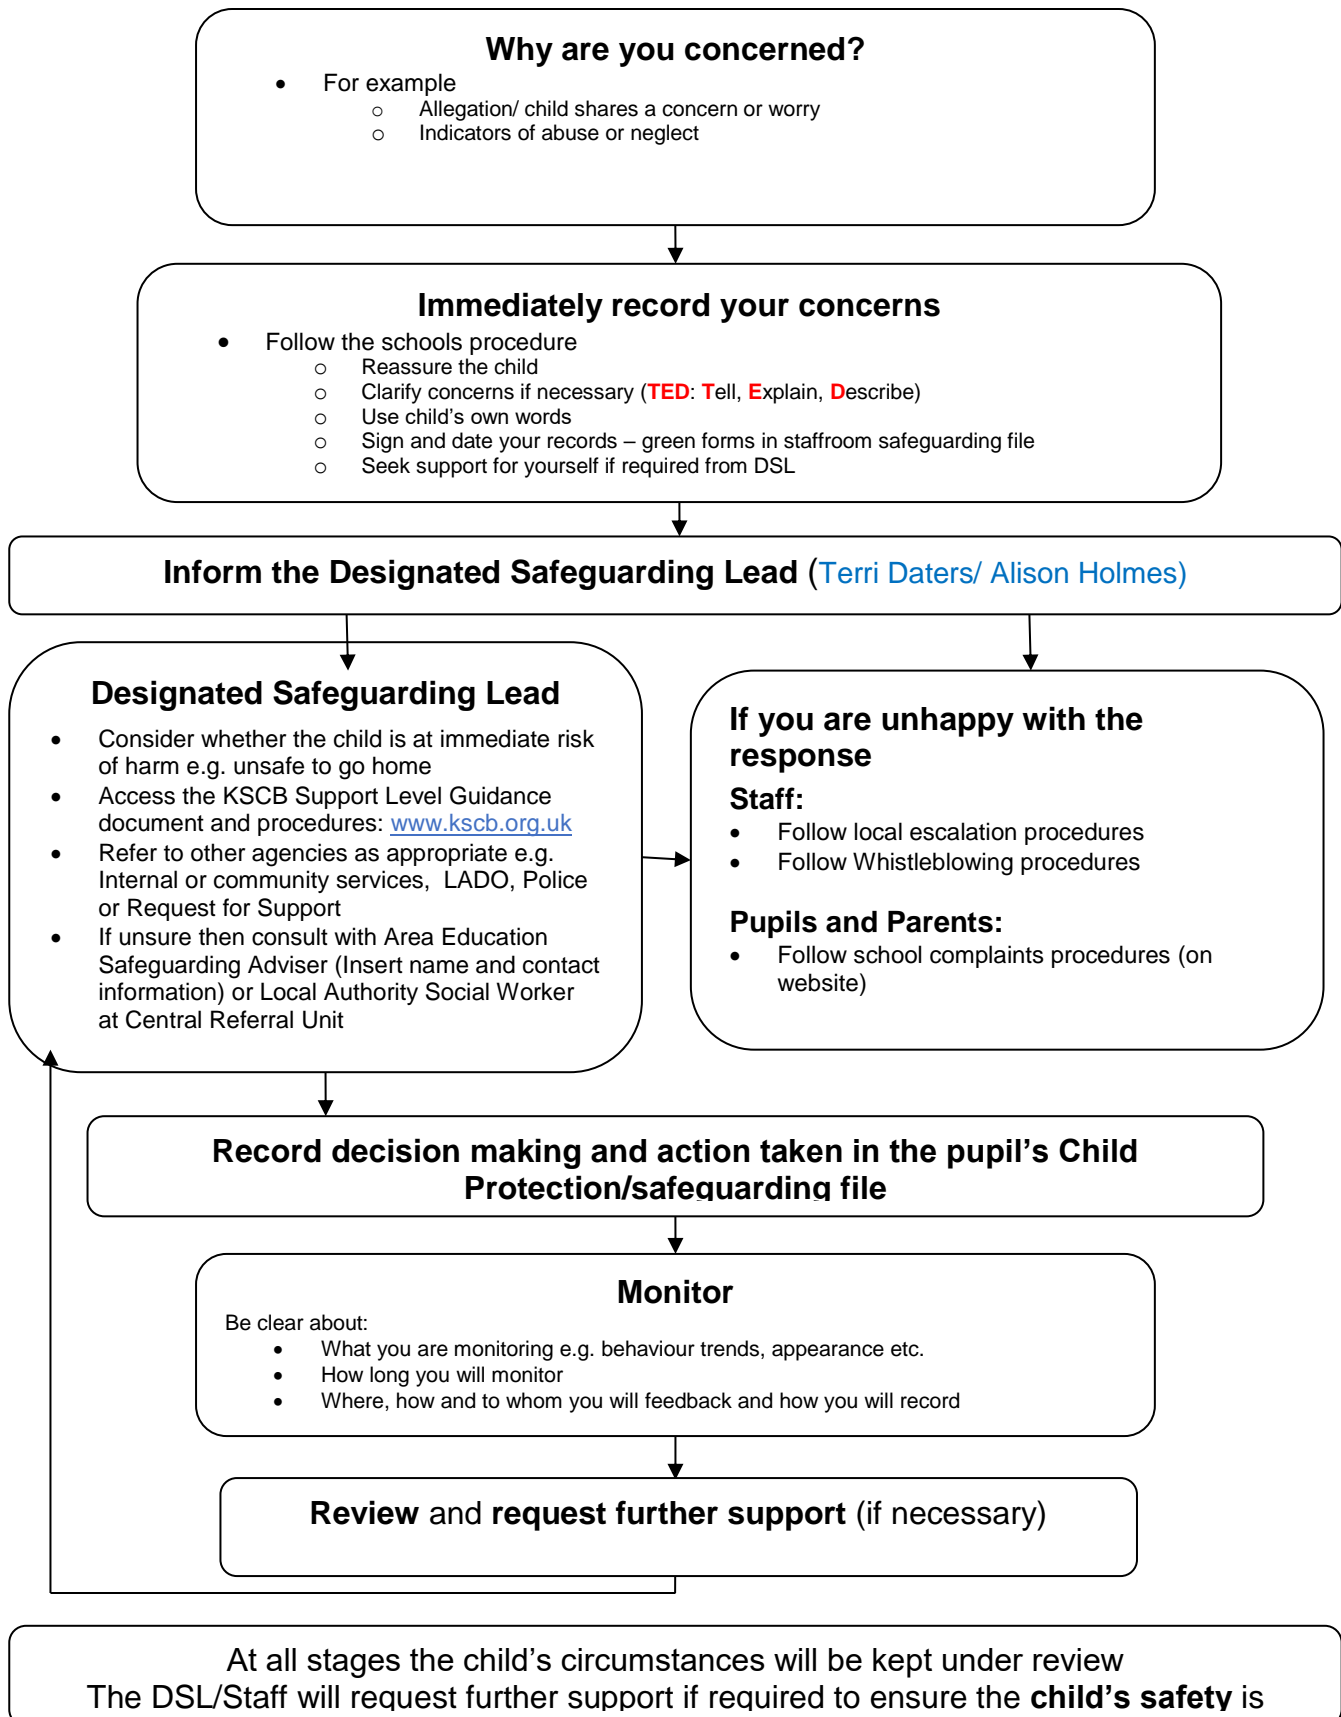 Why are you concerned?
• For example
o Allegation/ child shares a concern or worry
o Indicators of abuse or neglect
Immediately record your concerns
• Follow the schools procedure
o Reassure the child
o Clarify concerns if necessary (TED: Tell, Explain, Describe)
o Use child’s own words
o Sign and date your records – green forms in staffroom safeguarding file
o Seek support for yourself if required from DSL
Inform the Designated Safeguarding Lead (Terri Daters/ Alison Holmes)
Designated Safeguarding Lead
• Consider whether the child is at immediate risk
of harm e.g. unsafe to go home
• Access the KSCB Support Level Guidance
document and procedures: www.kscb.org.uk
• Refer to other agencies as appropriate e.g.
Internal or community services, LADO, Police
or Request for Support
• If unsure then consult with Area Education
Safeguarding Adviser (Insert name and contact
information) or Local Authority Social Worker
at Central Referral Unit
If you are unhappy with the
response
Staff:
• Follow local escalation procedures
• Follow Whistleblowing procedures
Pupils and Parents:
• Follow school complaints procedures (on
website)
Record decision making and action taken in the pupil’s Child
Protection/safeguarding file
Monitor
Be clear about:
• What you are monitoring e.g. behaviour trends, appearance etc.
• How long you will monitor
• Where, how and to whom you will feedback and how you will record
Review and request further support (if necessary)
At all stages the child’s circumstances will be kept under review
The DSL/Staff will request further support if required to ensure the child’s safety is